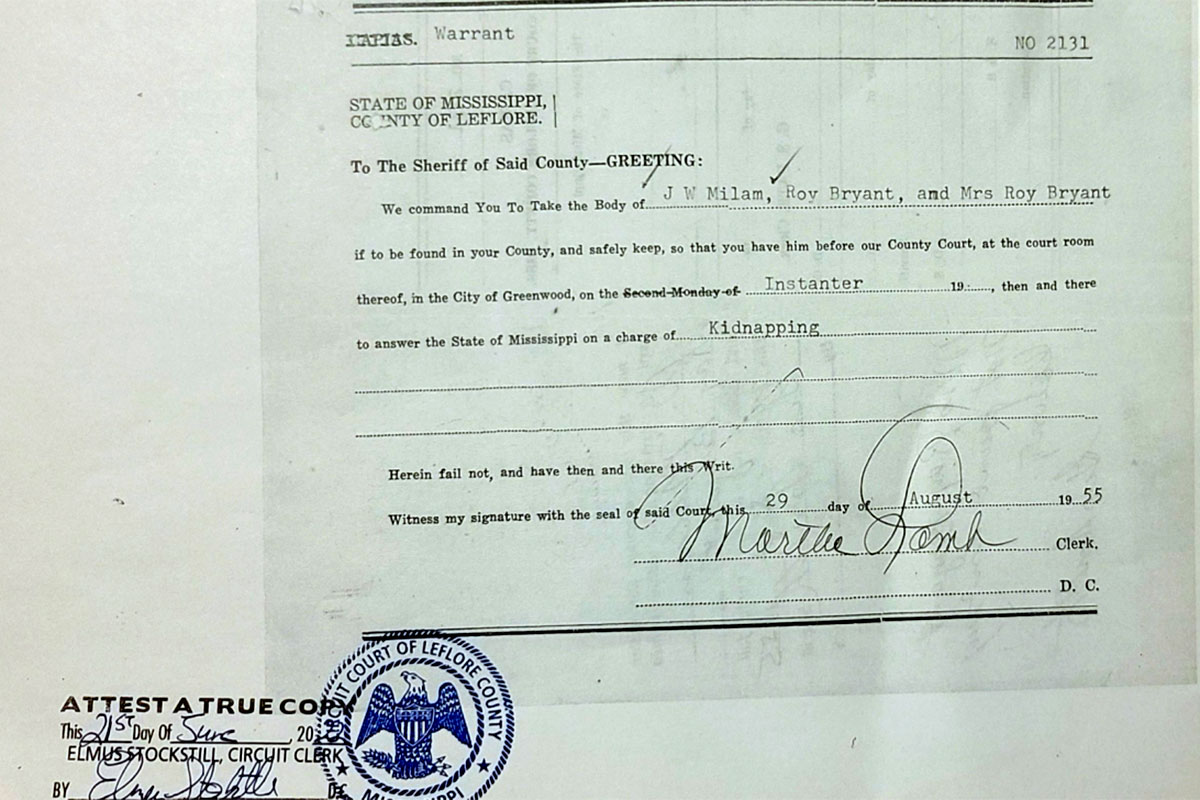 CAPIAS. Warrant
NO 2131
STATE OF MISSISSIPPI,
COUNTY OF LEFLORE.
To The Sheriff of Said County—GREETING:
We command You To Take the Body of J W Milam, Roy Bryant, and Mrs Roy Bryant
if to be found in your County, and safely keep, so that you have him before our County Court, at the court room
thereof, in the City of Greenwood, on the Second Monday of Instanter 19 , then and there
to answer the State of Mississippi on a charge of Kidnapping
Herein fail not, and have then and there this Writ.
Witness my signature with the seal of said Court, this 29 day of August 1955
Martha Lamb Clerk.
D. C.
ATTEST A TRUE COPY
This 21st Day Of June, 20
ELMUS STOCKSTILL, CIRCUIT CLERK
BY Elmus Stockstill
COURT OF LEFLORE COUNTY